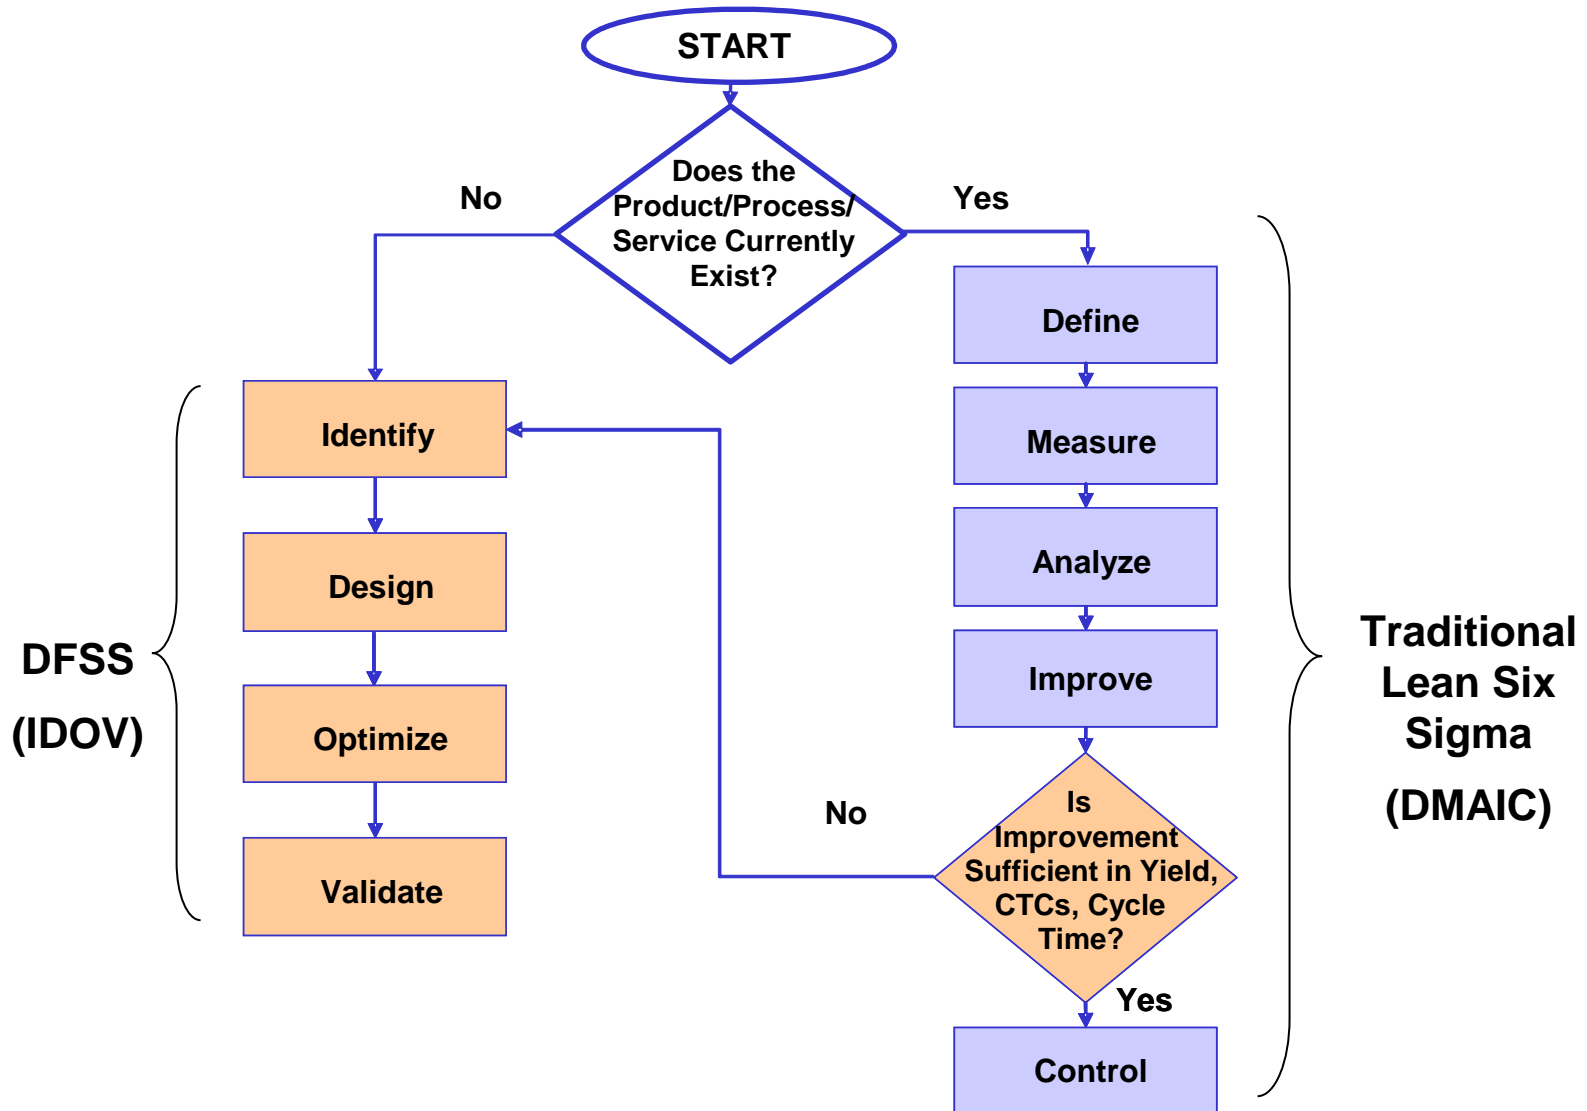 START
Does the
Product/Process/
Service Currently
Exist?
No
Yes
Define
Measure
Analyze
Improve
Is
Improvement
Sufficient in Yield,
CTCs, Cycle
Time?
No
Yes
Control
Identify
Design
Optimize
Validate
DFSS
(IDOV)
Traditional
Lean Six
Sigma
(DMAIC)